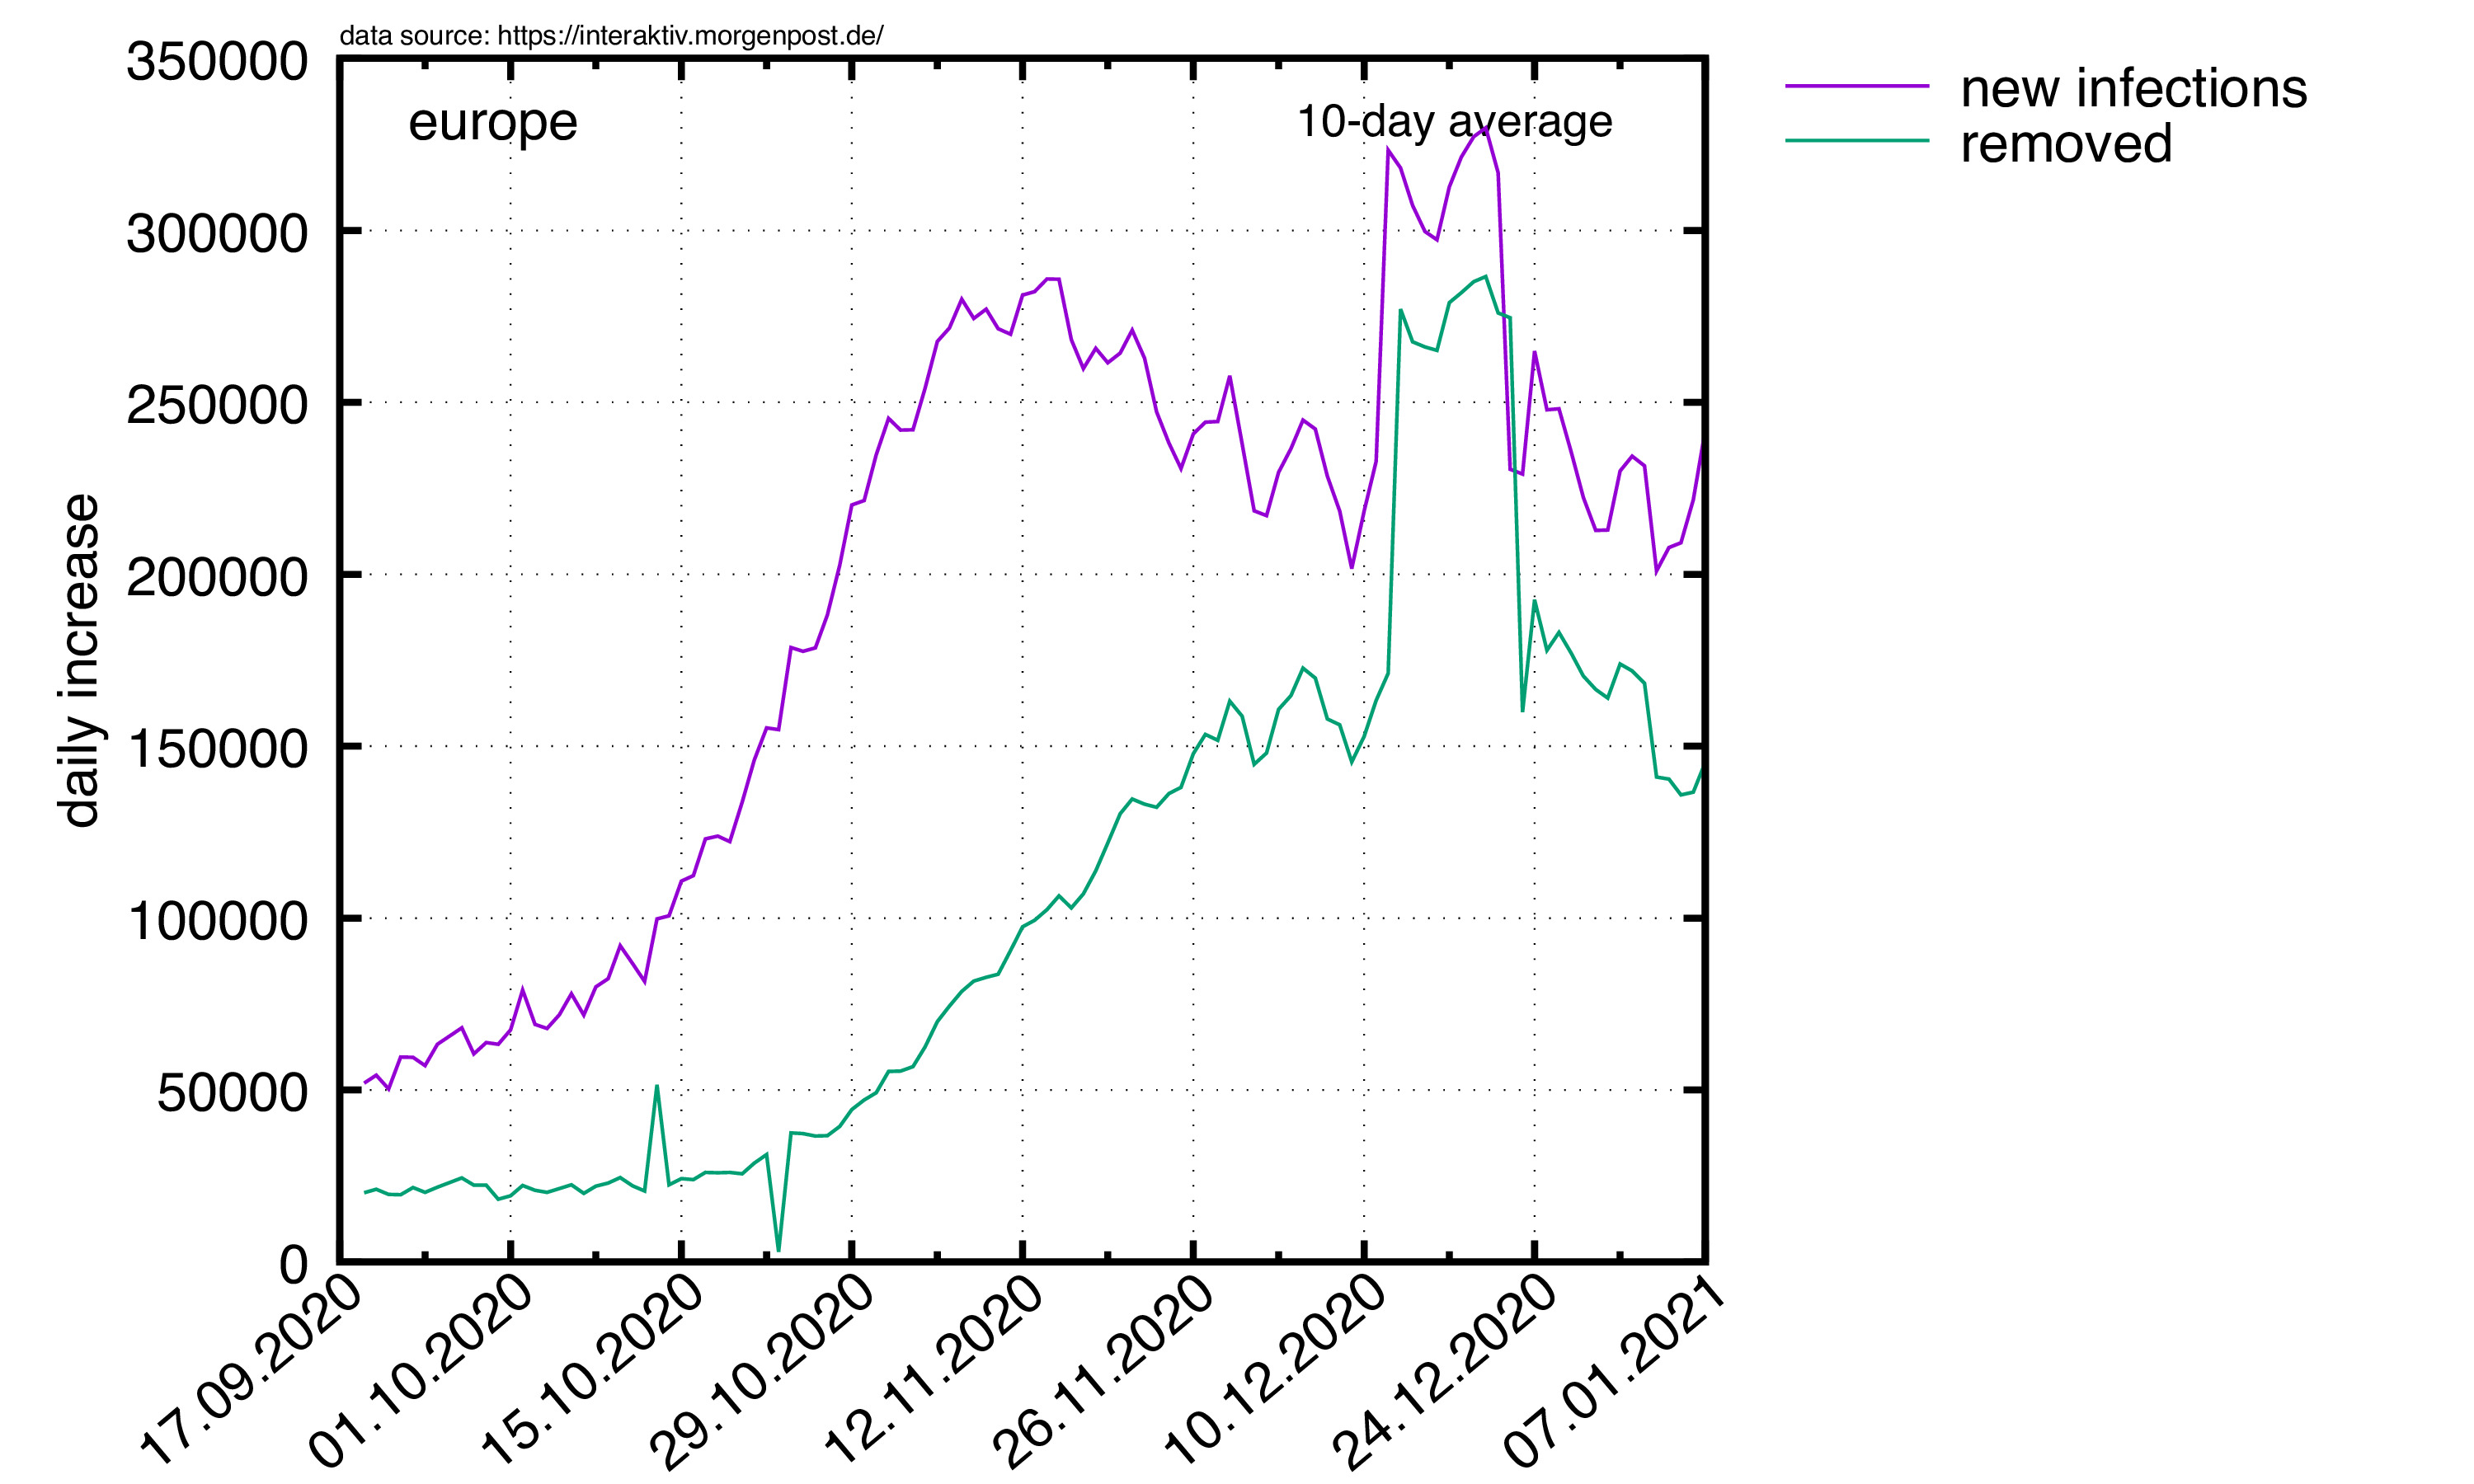 data source: https://interaktiv.morgenpost.de/
europe
10-day average
new infections
removed
daily increase
350000
300000
250000
200000
150000
100000
50000
0
17.09.2020
01.10.2020
15.10.2020
29.10.2020
12.11.2020
26.11.2020
10.12.2020
24.12.2020
07.01.2021